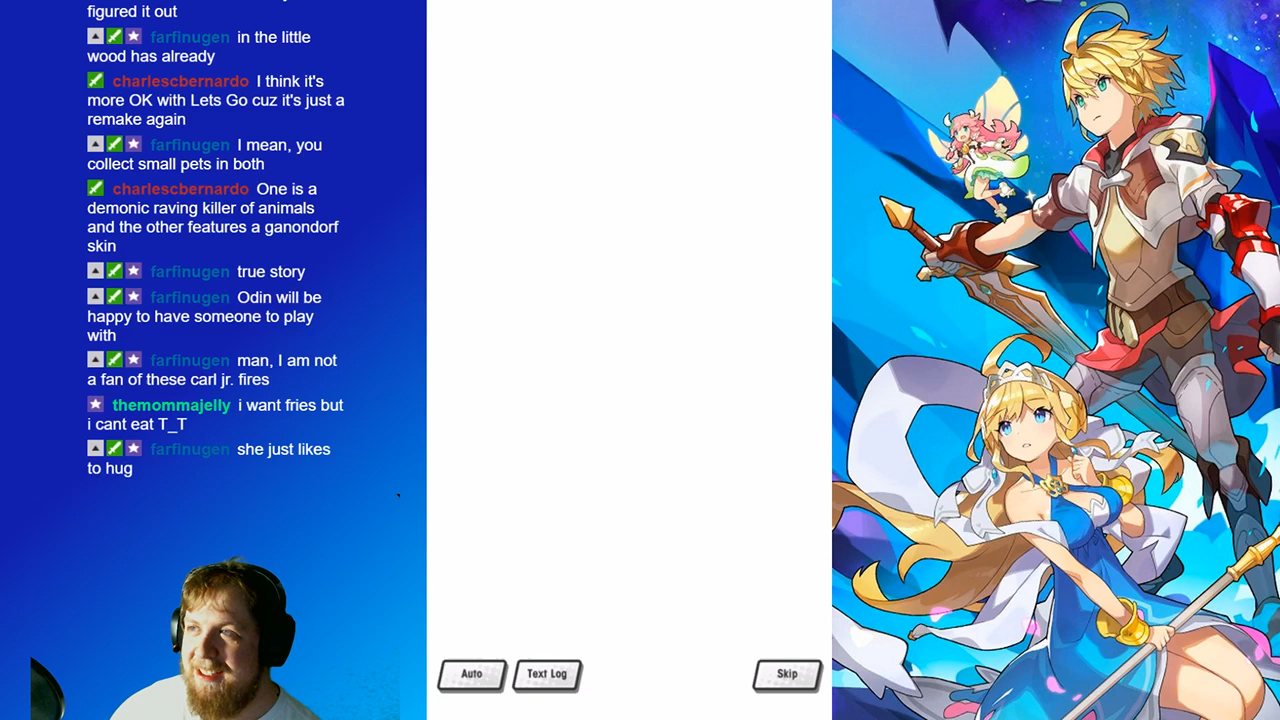 figured it out
farfinugen in the little
wood has already
charlescbernardo I think it's
more OK with Lets Go cuz it's just a
remake again
farfinugen I mean, you
collect small pets in both
charlescbernardo One is a
demonic raving killer of animals
and the other features a ganondorf
skin
farfinugen true story
farfinugen Odin will be
happy to have someone to play
with
farfinugen man, I am not
a fan of these carl jr. fires
themommajelly i want fries but
i cant eat T_T
farfinugen she just likes
to hug
Auto
Text Log
Skip